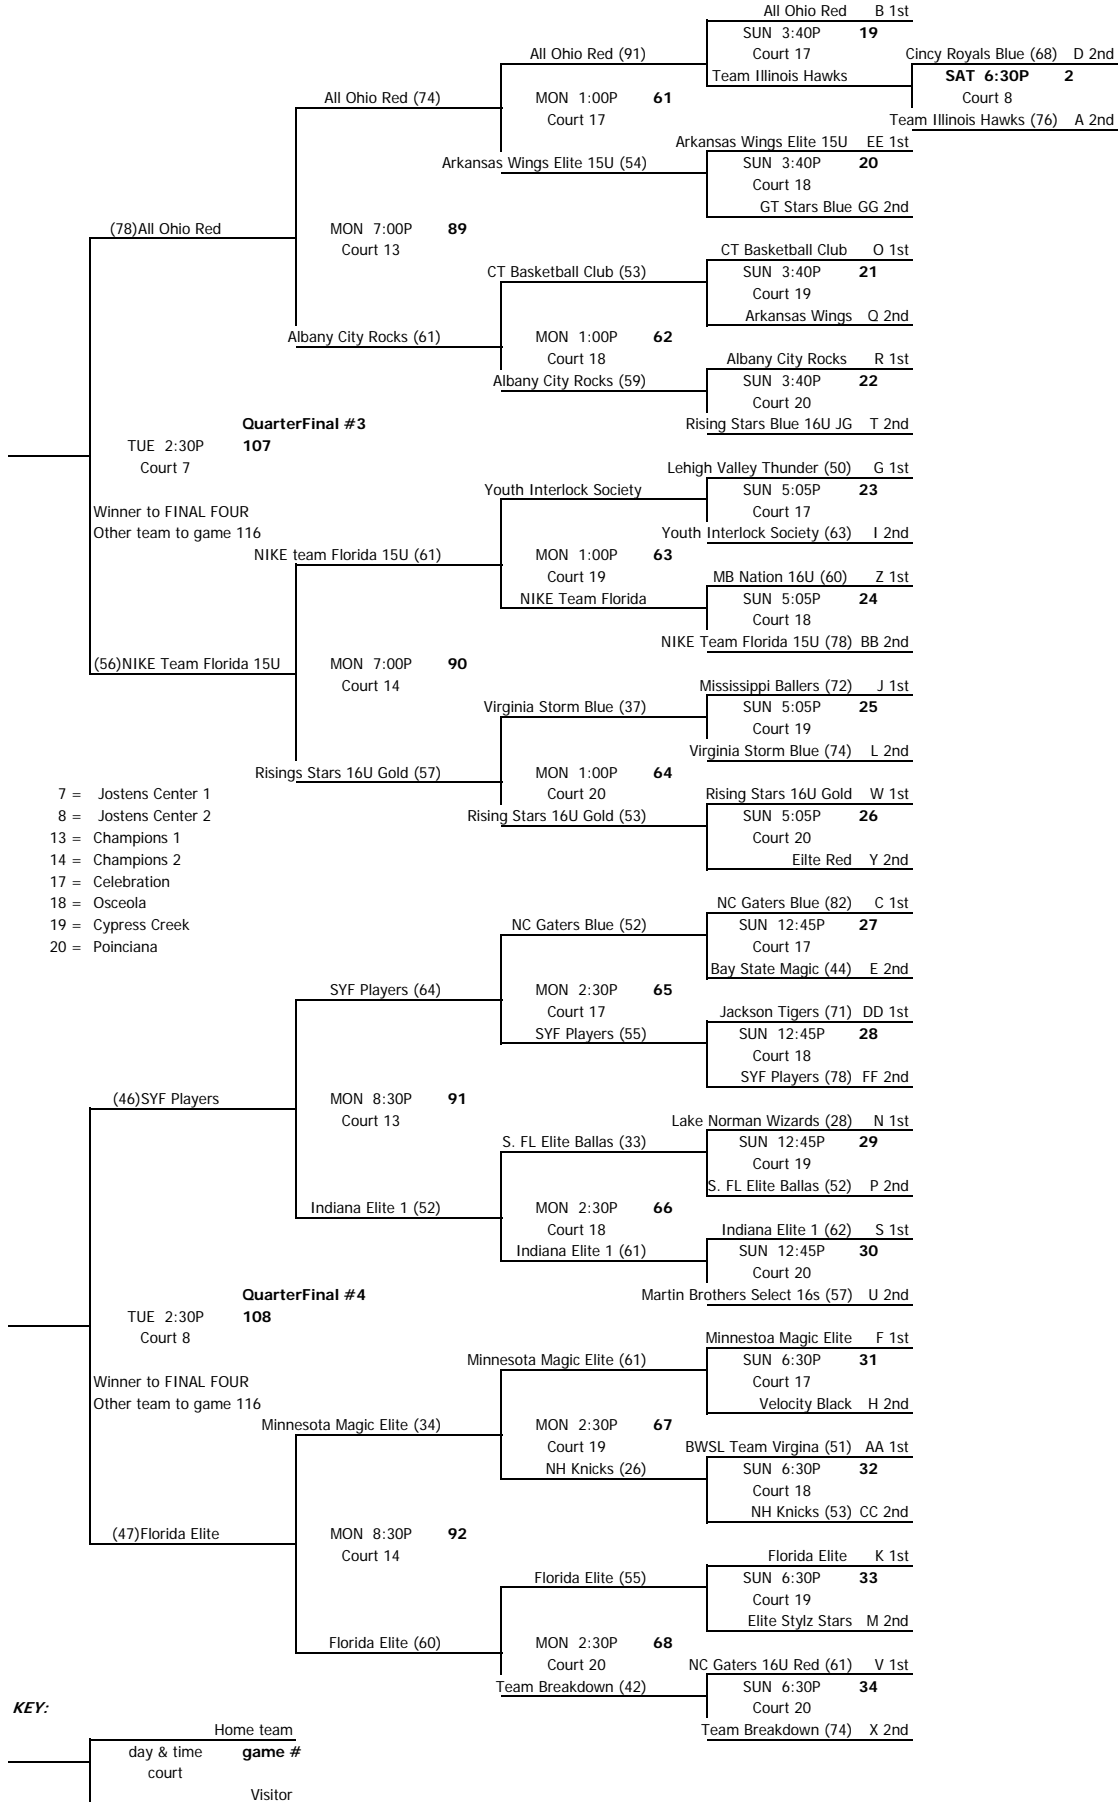 All Ohio Red B 1st
SUN 3:40P 19
All Ohio Red (91) Court 17 Cincy Royals Blue (68) D 2nd
Team Illinois Hawks SAT 6:30P 2
All Ohio Red (74) MON 1:00P 61 Court 8
Court 17 Team Illinois Hawks (76) A 2nd
Arkansas Wings Elite 15U EE 1st
Arkansas Wings Elite 15U (54) SUN 3:40P 20
Court 18
GT Stars Blue GG 2nd
(78)All Ohio Red MON 7:00P 89
Court 13 CT Basketball Club O 1st
CT Basketball Club (53) SUN 3:40P 21
Court 19
Arkansas Wings Q 2nd
Albany City Rocks (61) MON 1:00P 62
Court 18 Albany City Rocks R 1st
Albany City Rocks (59) SUN 3:40P 22
Court 20
QuarterFinal #3 Rising Stars Blue 16U JG T 2nd
TUE 2:30P 107
Court 7 Lehigh Valley Thunder (50) G 1st
Youth Interlock Society SUN 5:05P 23
Winner to FINAL FOUR Court 17
Other team to game 116 Youth Interlock Society (63) I 2nd
NIKE team Florida 15U (61) MON 1:00P 63
Court 19 MB Nation 16U (60) Z 1st
NIKE Team Florida SUN 5:05P 24
Court 18
NIKE Team Florida 15U (78) BB 2nd
(56)NIKE Team Florida 15U MON 7:00P 90
Court 14 Mississippi Ballers (72) J 1st
Virginia Storm Blue (37) SUN 5:05P 25
Court 19
Virginia Storm Blue (74) L 2nd
Risings Stars 16U Gold (57) MON 1:00P 64
7 = Jostens Center 1 Court 20 Rising Stars 16U Gold W 1st
8 = Jostens Center 2 Rising Stars 16U Gold (53) SUN 5:05P 26
13 = Champions 1 Court 20
14 = Champions 2 Eilte Red Y 2nd
17 = Celebration
18 = Osceola NC Gaters Blue (82) C 1st
19 = Cypress Creek NC Gaters Blue (52) SUN 12:45P 27
20 = Poinciana Court 17
Bay State Magic (44) E 2nd
SYF Players (64) MON 2:30P 65
Court 17 Jackson Tigers (71) DD 1st
SYF Players (55) SUN 12:45P 28
Court 18
SYF Players (78) FF 2nd
(46)SYF Players MON 8:30P 91
Court 13 Lake Norman Wizards (28) N 1st
S. FL Elite Ballas (33) SUN 12:45P 29
Court 19
S. FL Elite Ballas (52) P 2nd
Indiana Elite 1 (52) MON 2:30P 66
Court 18 Indiana Elite 1 (62) S 1st
Indiana Elite 1 (61) SUN 12:45P 30
Court 20
QuarterFinal #4 Martin Brothers Select 16s (57) U 2nd
TUE 2:30P 108
Court 8 Minnestoa Magic Elite F 1st
Minnesota Magic Elite (61) SUN 6:30P 31
Winner to FINAL FOUR Court 17
Other team to game 116 Velocity Black H 2nd
Minnesota Magic Elite (34) MON 2:30P 67
Court 19 BWSL Team Virgina (51) AA 1st
NH Knicks (26) SUN 6:30P 32
Court 18
NH Knicks (53) CC 2nd
(47)Florida Elite MON 8:30P 92
Court 14 Florida Elite K 1st
Florida Elite (55) SUN 6:30P 33
Court 19
Elite Stylz Stars M 2nd
Florida Elite (60) MON 2:30P 68
Court 20 NC Gaters 16U Red (61) V 1st
Team Breakdown (42) SUN 6:30P 34
Court 20
KEY:
Home team Team Breakdown (74) X 2nd
day & time game #
court
Visitor